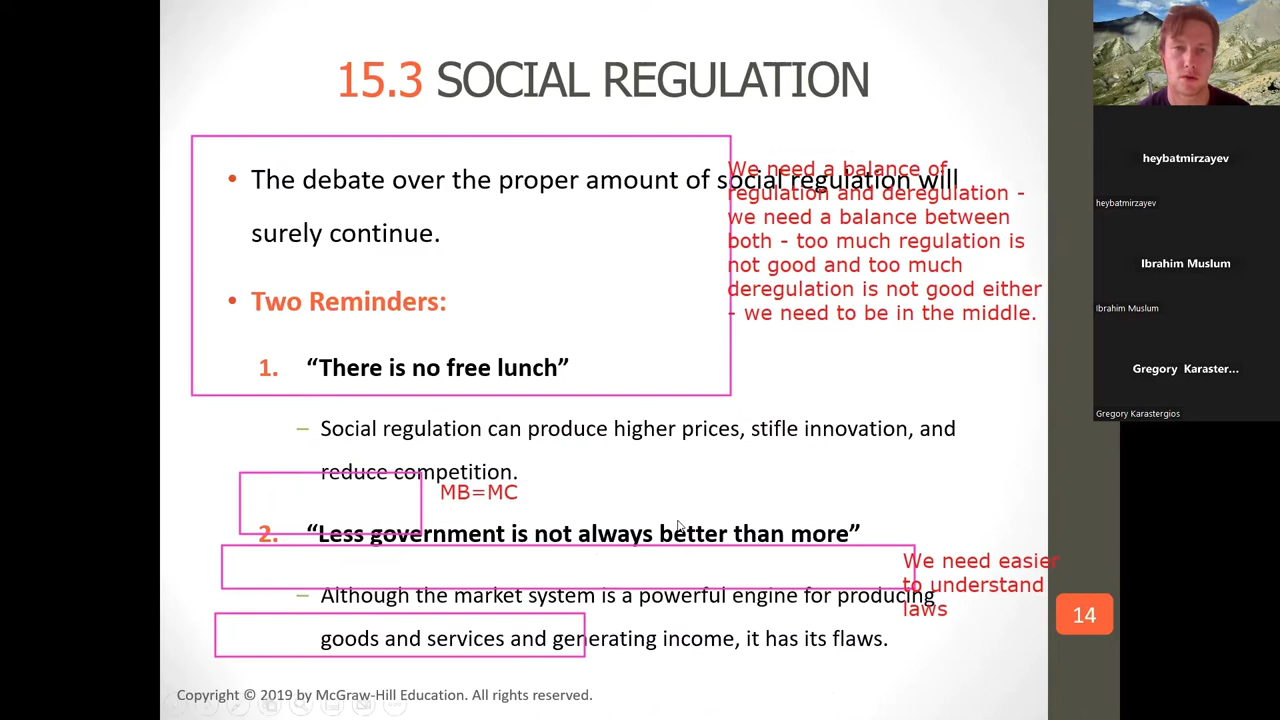 15.3 SOCIAL REGULATION
• The debate over the proper amount of social regulation will
surely continue.
We need a balance of
regulation and deregulation -
we need a balance between
both - too much regulation is
not good and too much
deregulation is not good either
- we need to be in the middle.
• Two Reminders:
1. “There is no free lunch”
– Social regulation can produce higher prices, stifle innovation, and
reduce competition.
MB=MC
2. “Less government is not always better than more”
– Although the market system is a powerful engine for producing
goods and services and generating income, it has its flaws.
We need easier
to understand
laws
14
Copyright © 2019 by McGraw-Hill Education. All rights reserved.
heybatmirzayev
heybatmirzayev
Ibrahim Muslum
Ibrahim Muslum
Gregory Karaster...
Gregory Karastergios